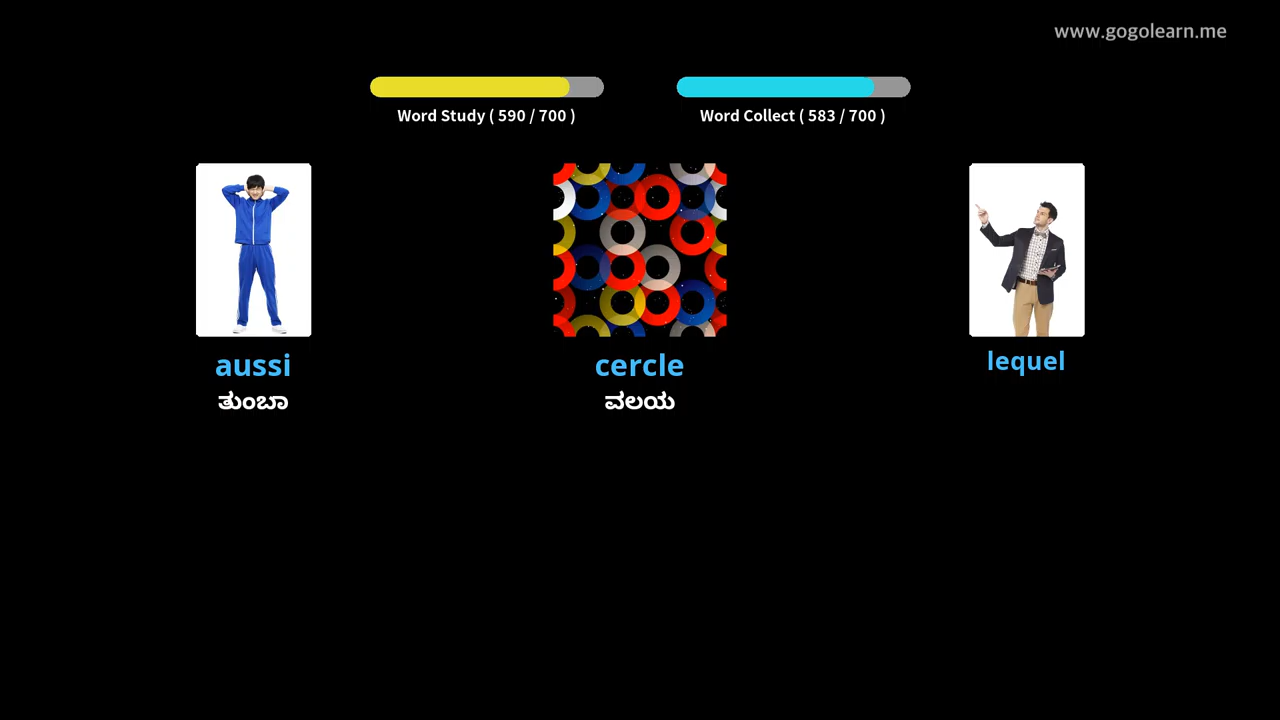 www.gogolearn.me
Word Study ( 590 / 700 )
Word Collect ( 583 / 700 )
aussi
ತುಂಬಾ
cercle
ವಲಯ
lequel